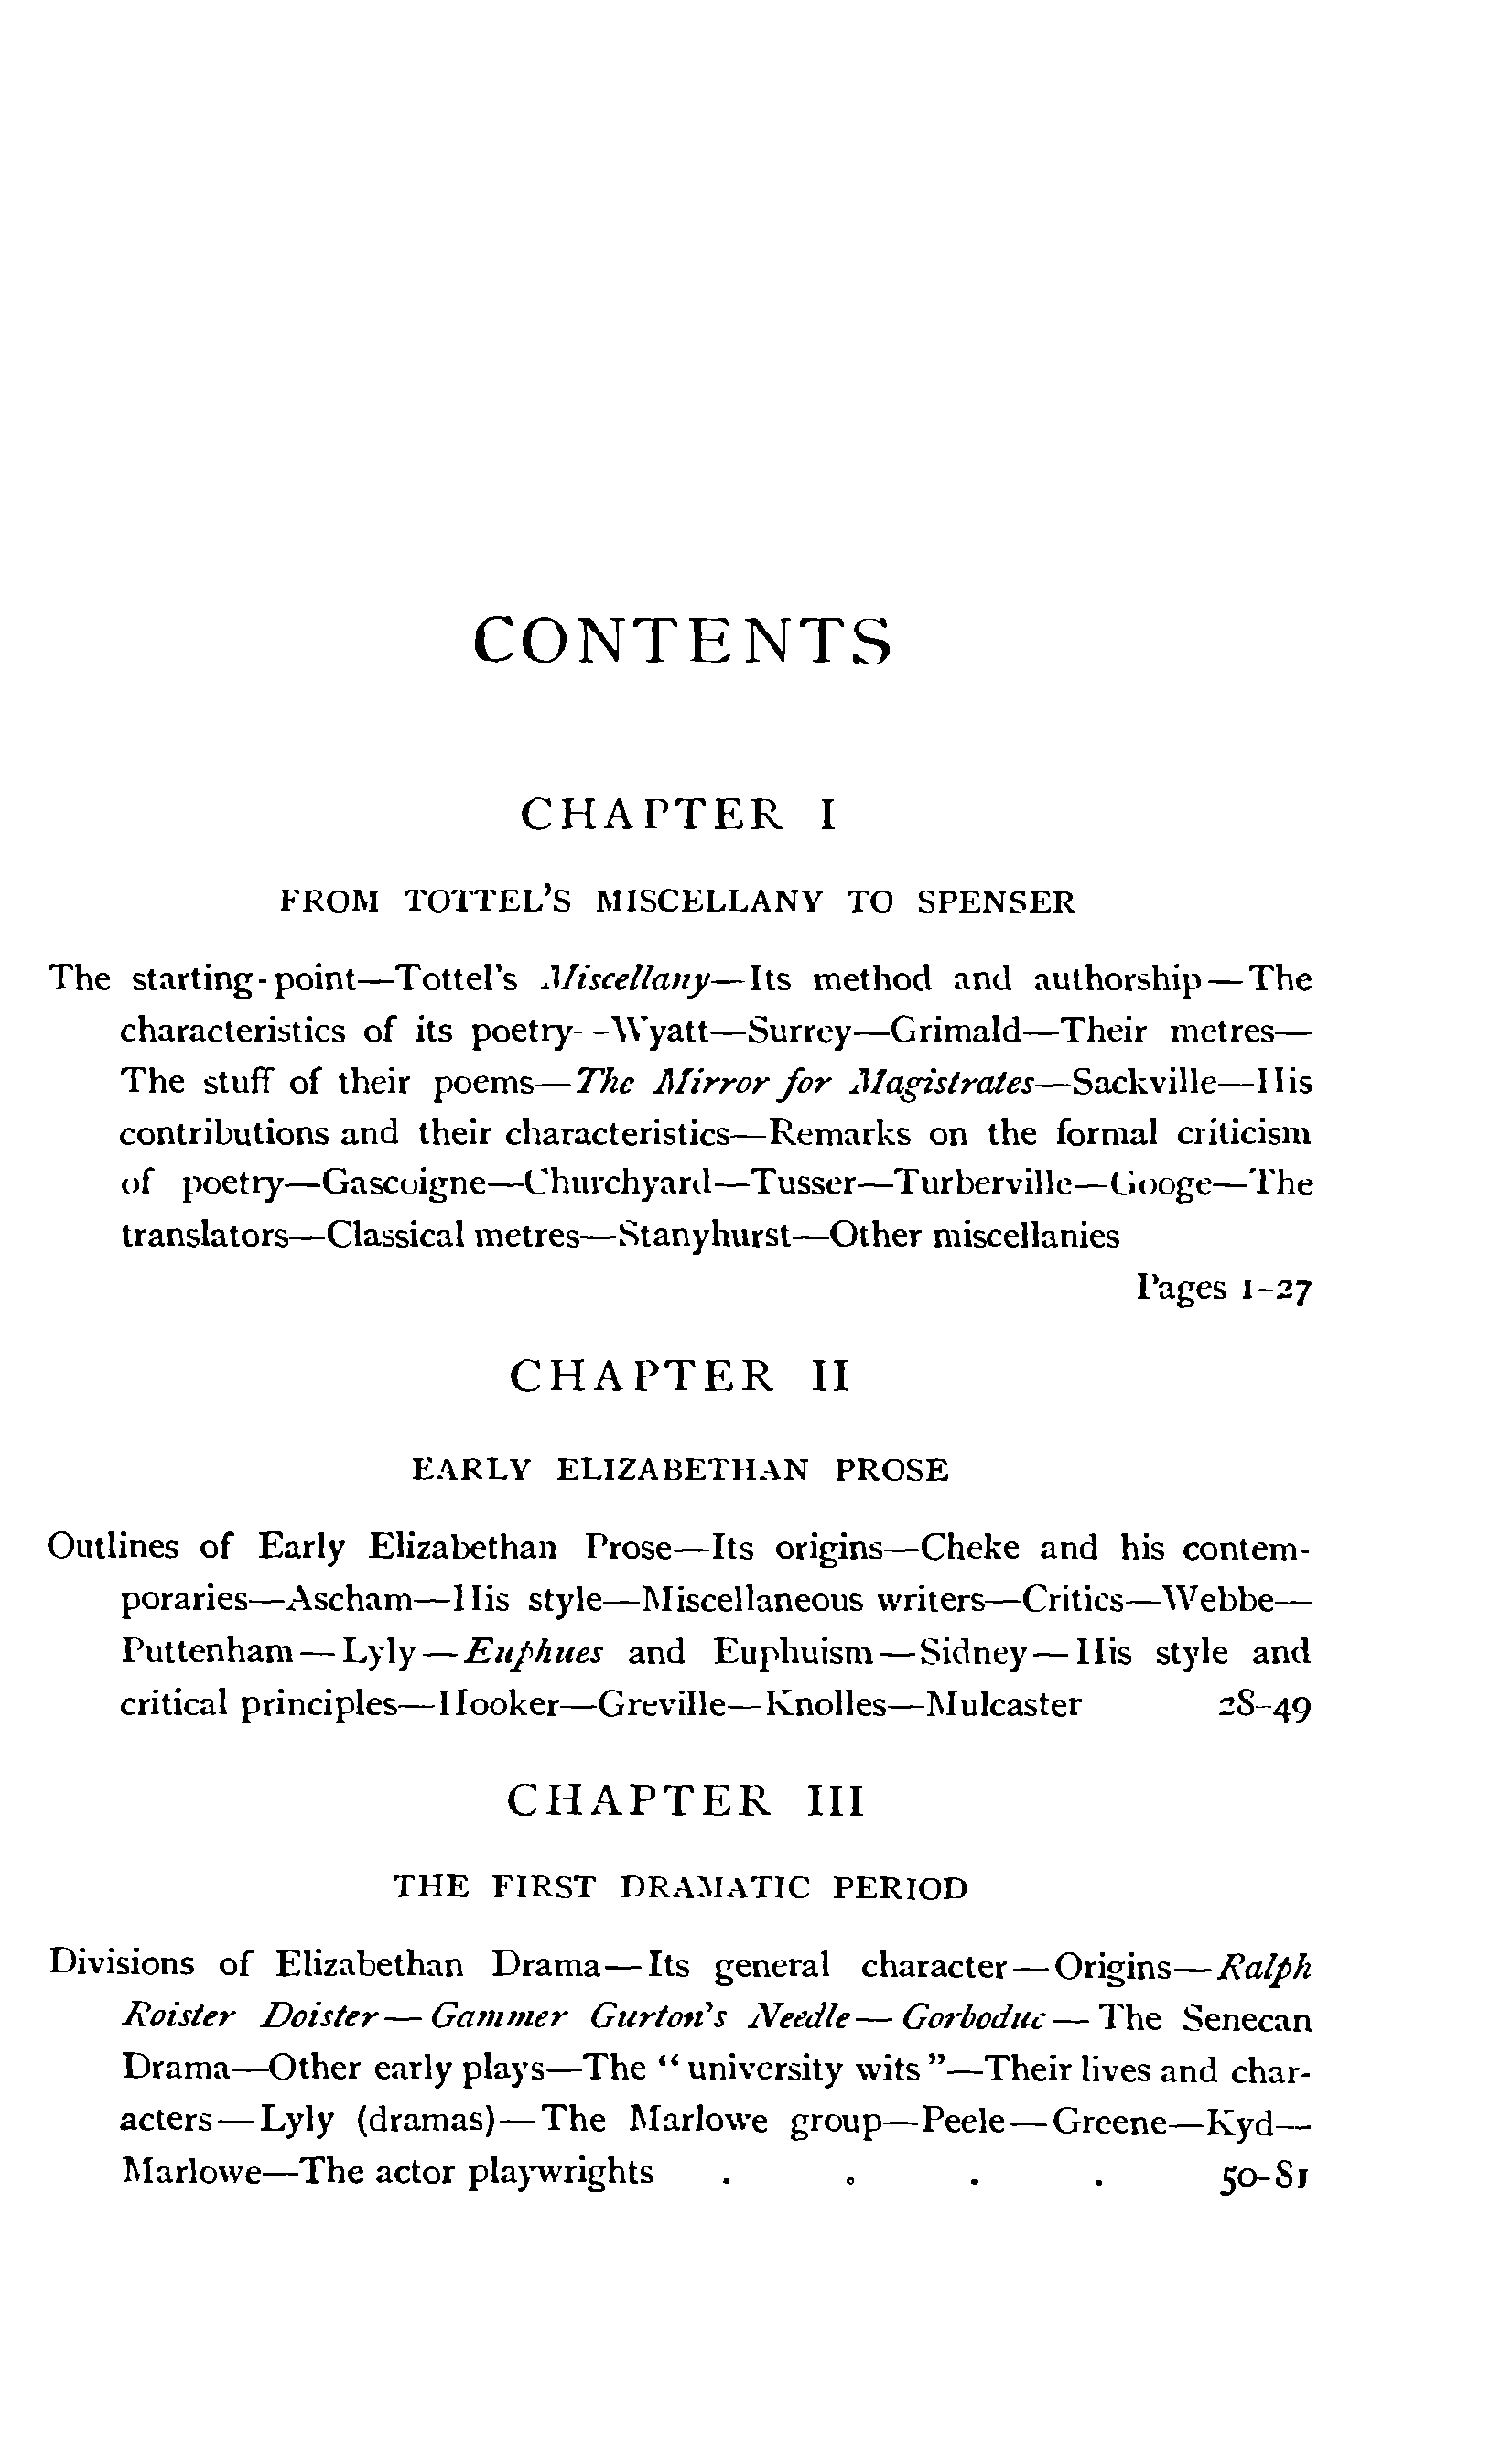 CONTENTS
CHAPTER I
FROM TOTTEL'S MISCELLANY TO SPENSER
The starting-point—Tottel's Miscellany—Its method and authorship—The
characteristics of its poetry--Wyatt—Surrey—Grimald—Their metres—
The stuff of their poems—The Mirror for Magistrates—Sackville—His
contributions and their characteristics—Remarks on the formal criticism
of poetry—Gascoigne—Churchyard—Tusser—Turberville—Googe—The
translators—Classical metres—Stanyhurst—Other miscellanies
Pages 1-27
CHAPTER II
EARLY ELIZABETHAN PROSE
Outlines of Early Elizabethan Prose—Its origins—Cheke and his contem-
poraries—Ascham—His style—Miscellaneous writers—Critics—Webbe—
Puttenham—Lyly—Euphues and Euphuism—Sidney—His style and
critical principles—Hooker—Greville—Knolles—Mulcaster 28-49
CHAPTER III
THE FIRST DRAMATIC PERIOD
Divisions of Elizabethan Drama—Its general character—Origins—Ralph
Roister Doister—Gammer Gurton's Needle—Gorboduc—The Senecan
Drama—Other early plays—The "university wits"—Their lives and char-
acters—Lyly (dramas)—The Marlowe group—Peele—Greene—Kyd—
Marlowe—The actor playwrights . . . . 50-81